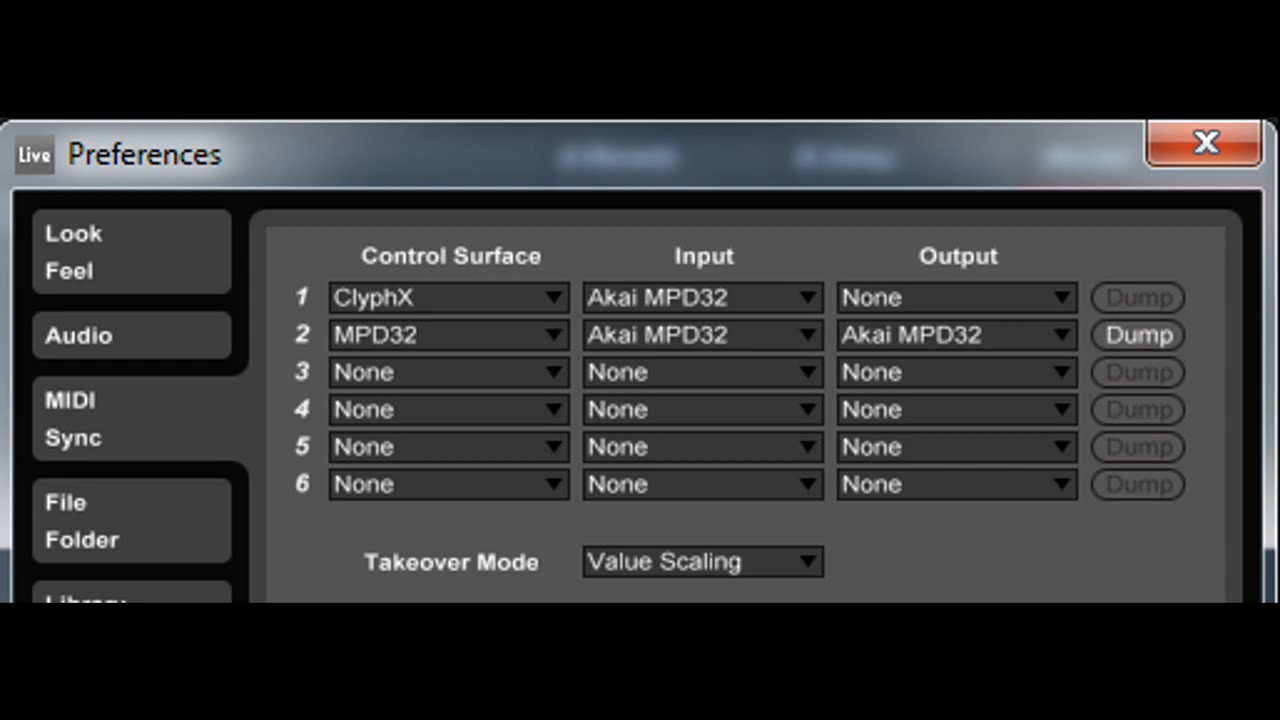 Live Preferences X
Look
Feel
Audio
MIDI
Sync
File
Folder
Library
Control Surface Input Output
1 ClyphX Akai MPD32 None Dump
2 MPD32 Akai MPD32 Akai MPD32 Dump
3 None None None Dump
4 None None None Dump
5 None None None Dump
6 None None None Dump
Takeover Mode Value Scaling